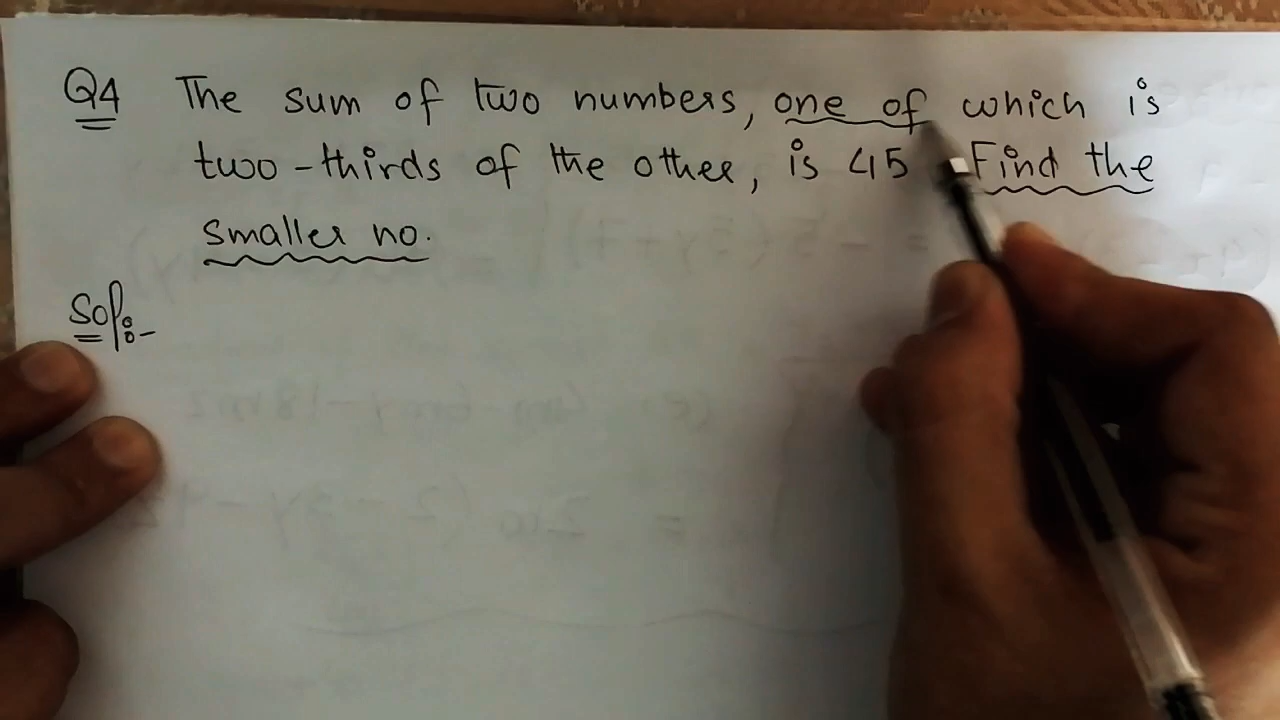 Q4 The sum of two numbers, one of which is
two-thirds of the other, is 45 Find the
smaller no.
Sol:-